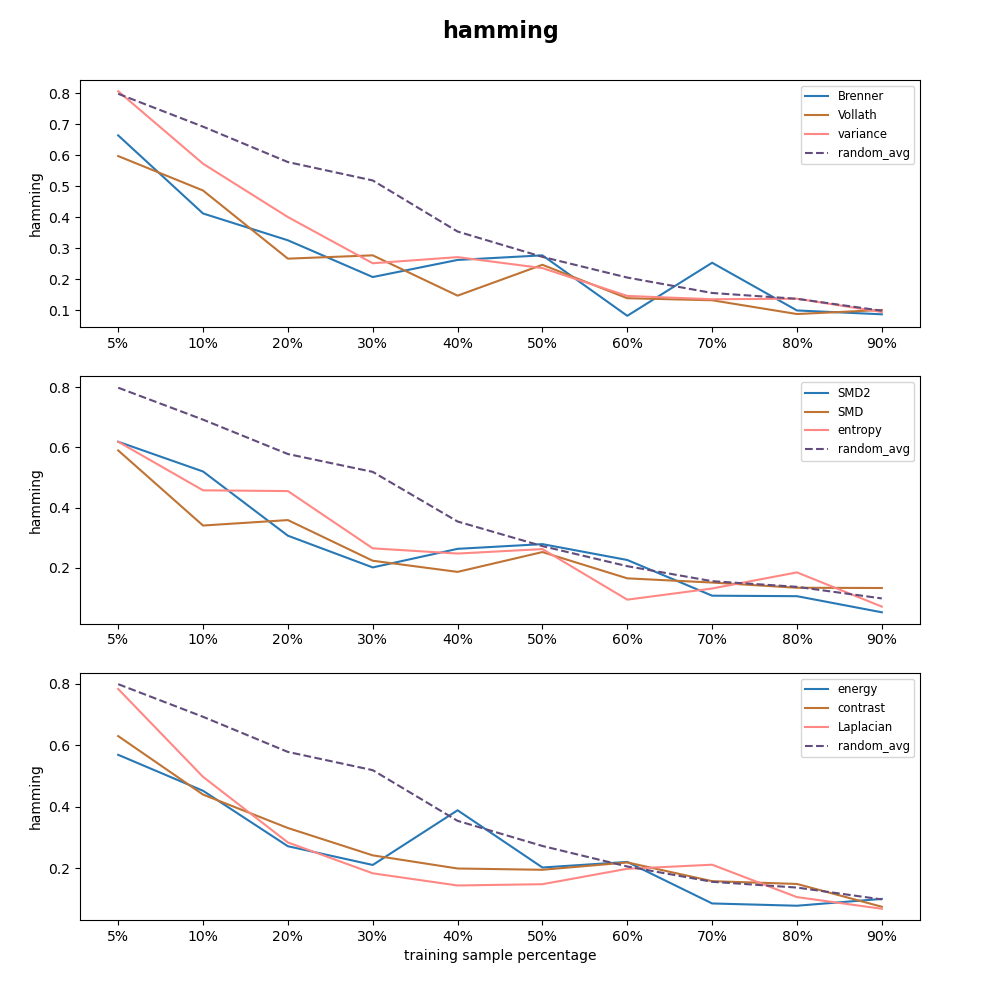 hamming
hamming
0.8
0.7
0.6
0.5
0.4
0.3
0.2
0.1
Brenner
Vollath
variance
random_avg
5% 10% 20% 30% 40% 50% 60% 70% 80% 90%
hamming
0.8
0.6
0.4
0.2
SMD2
SMD
entropy
random_avg
5% 10% 20% 30% 40% 50% 60% 70% 80% 90%
hamming
0.8
0.6
0.4
0.2
energy
contrast
Laplacian
random_avg
5% 10% 20% 30% 40% 50% 60% 70% 80% 90%
training sample percentage